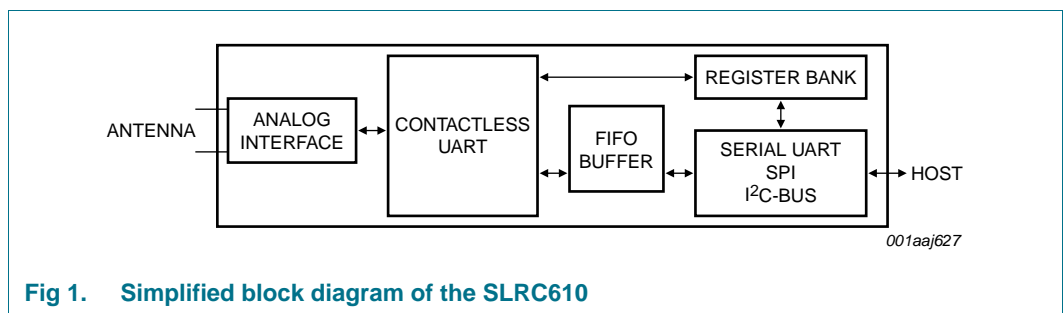 ANTENNA
ANALOG
INTERFACE
CONTACTLESS
UART
FIFO
BUFFER
REGISTER BANK
SERIAL UART
SPI
I²C-BUS
HOST
001aaj627
Fig 1. Simplified block diagram of the SLRC610